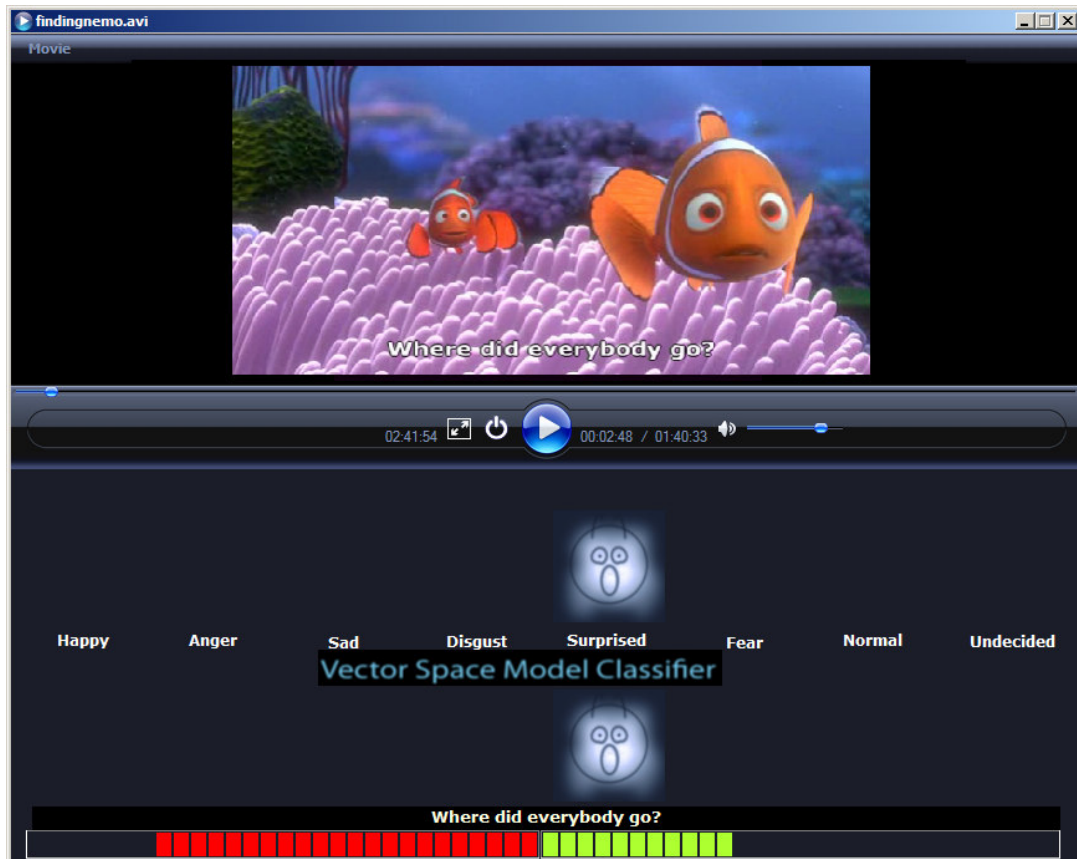 findingnemo.avi
Movie
Where did everybody go?
02:41:54 00:02:48 / 01:40:33
Happy Anger Sad Disgust Surprised Fear Normal Undecided
Vector Space Model Classifier
Where did everybody go?